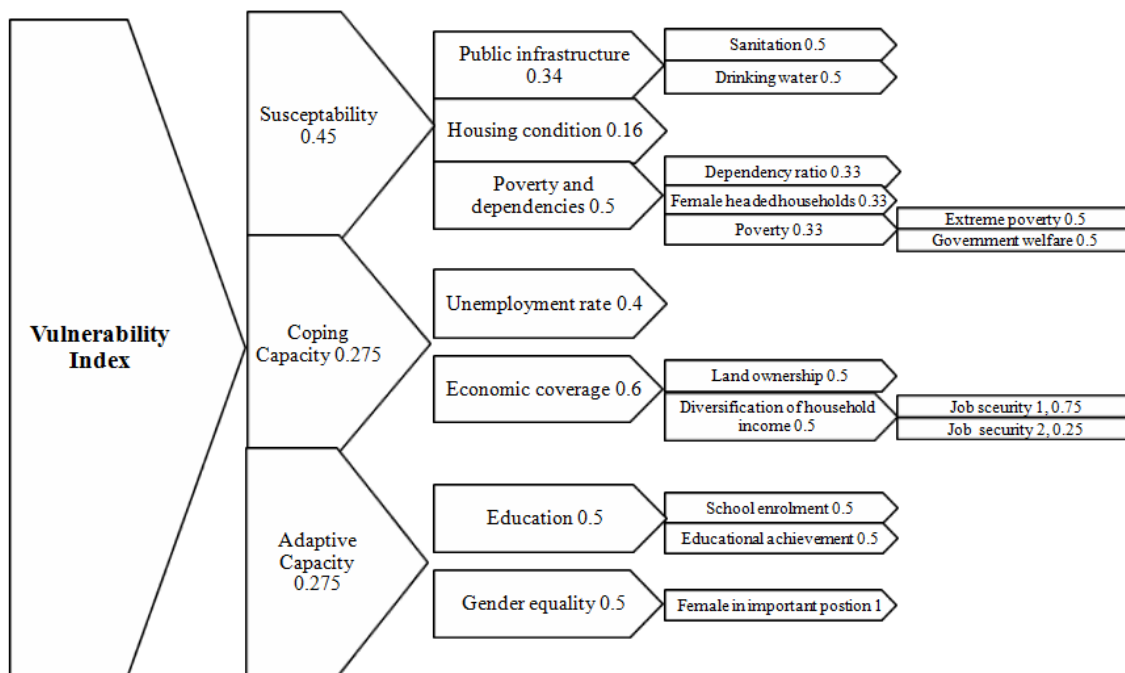 Vulnerability
Index
Susceptability
0.45
Public infrastructure
0.34
Sanitation 0.5
Drinking water 0.5
Housing condition 0.16
Poverty and
dependencies 0.5
Dependency ratio 0.33
Female headed households 0.33
Poverty 0.33
Extreme poverty 0.5
Government welfare 0.5
Coping
Capacity 0.275
Unemployment rate 0.4
Economic coverage 0.6
Land ownership 0.5
Diversification of household
income 0.5
Job sceurity 1, 0.75
Job security 2, 0.25
Adaptive
Capacity
0.275
Education 0.5
School enrolment 0.5
Educational achievement 0.5
Gender equality 0.5
Female in important postion 1